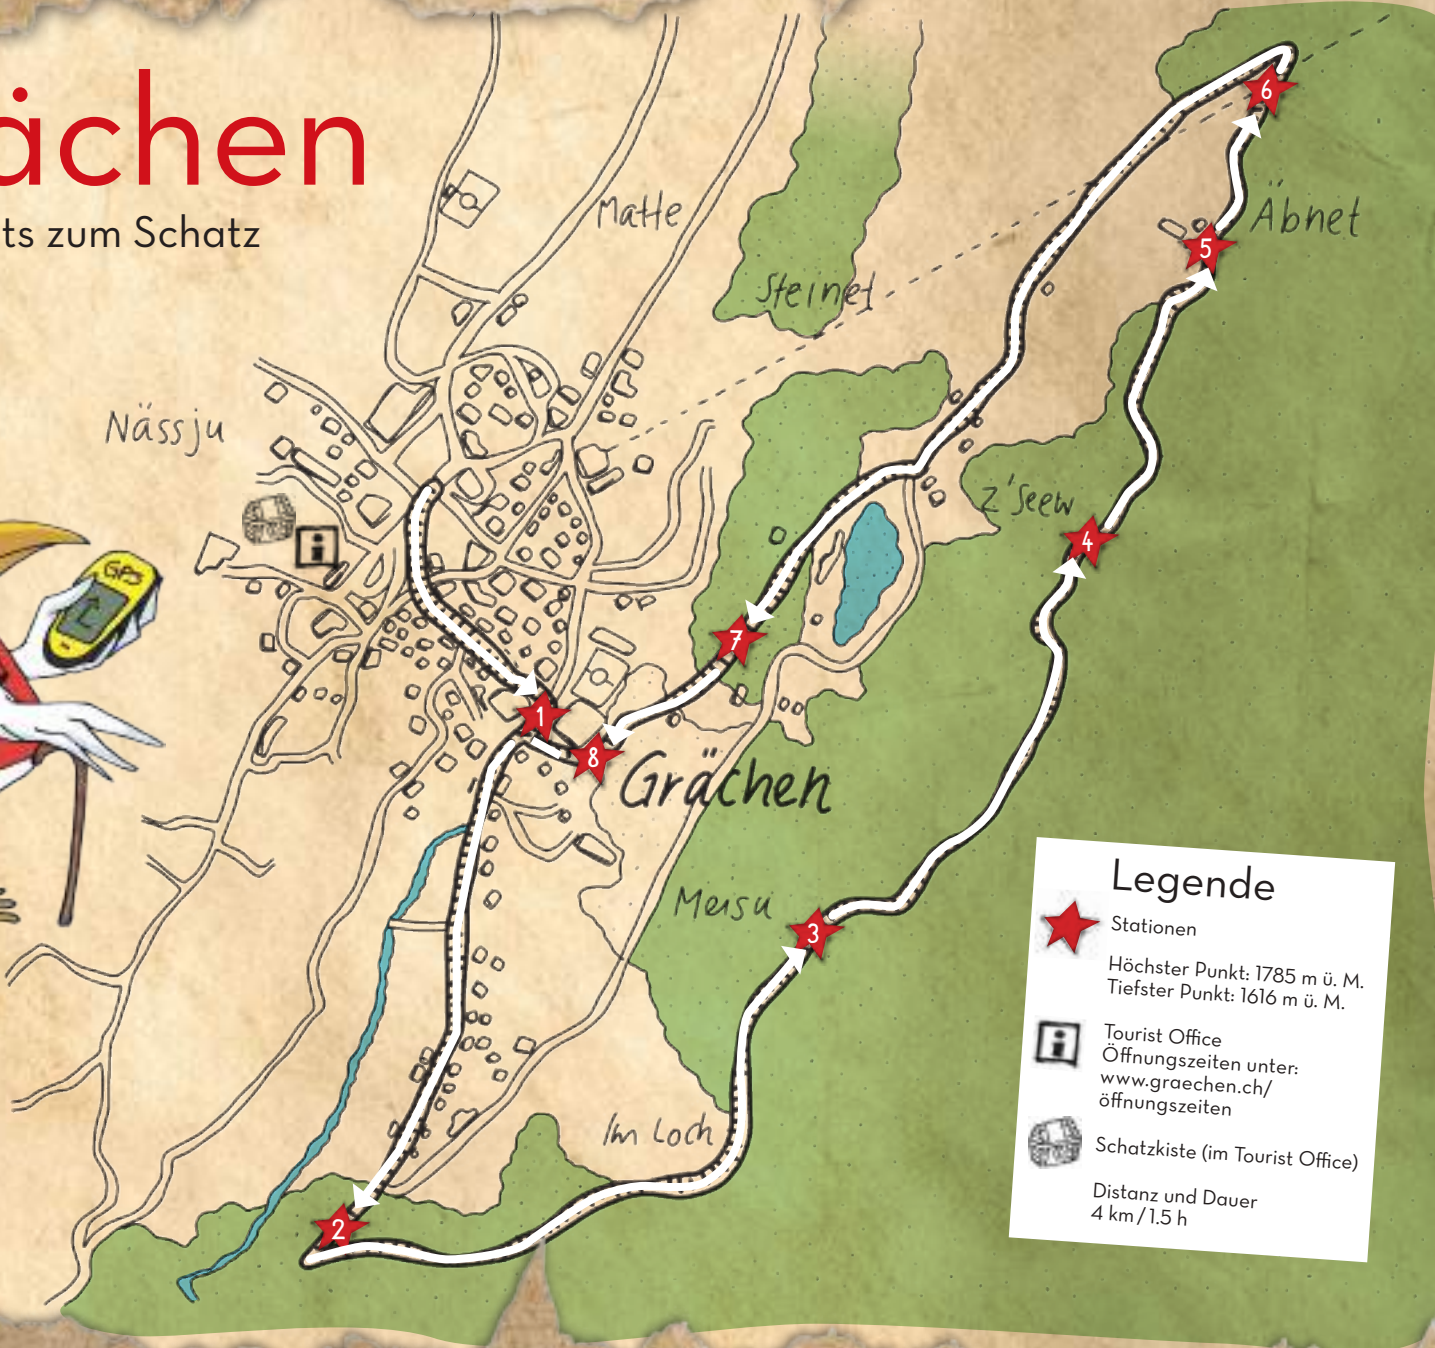 ächen
ts zum Schatz
Matte
Steinet
Äbnet
Nässju
Z'Seew
GPS
Grächen
Im Loch
1
2
3
4
5
6
7
8
Legende
Stationen
Höchster Punkt: 1785 m ü. M.
Tiefster Punkt: 1616 m ü. M.
Tourist Office
Öffnungszeiten unter:
www.graechen.ch/
öffnungszeiten
Schatzkiste (im Tourist Office)
Distanz und Dauer
4 km / 1.5 h